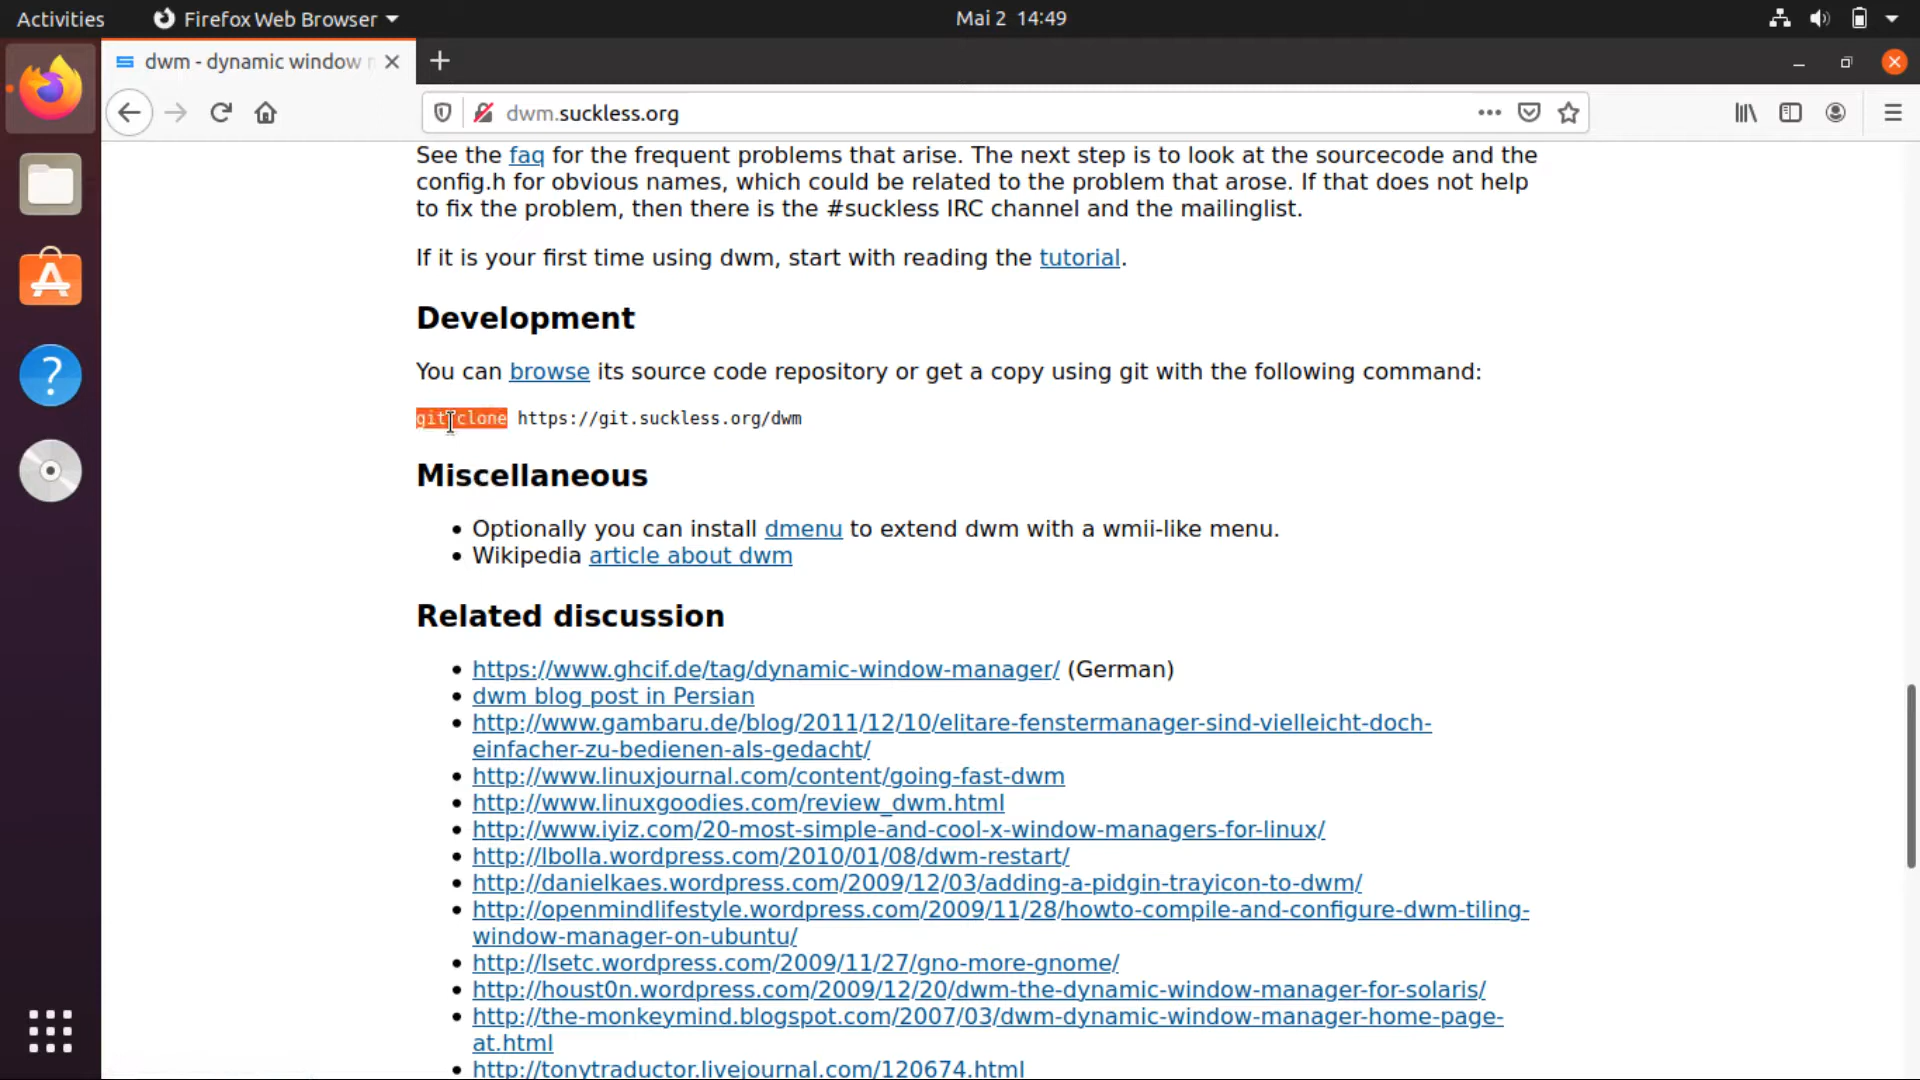 Activities Firefox Web Browser Mai 2 14:49
dwm - dynamic window
dwm.suckless.org
See the faq for the frequent problems that arise. The next step is to look at the sourcecode and the
config.h for obvious names, which could be related to the problem that arose. If that does not help
to fix the problem, then there is the #suckless IRC channel and the mailinglist.
If it is your first time using dwm, start with reading the tutorial.
Development
You can browse its source code repository or get a copy using git with the following command:
git clone https://git.suckless.org/dwm
Miscellaneous
• Optionally you can install dmenu to extend dwm with a wmii-like menu.
• Wikipedia article about dwm
Related discussion
• https://www.ghcif.de/tag/dynamic-window-manager/ (German)
• dwm blog post in Persian
• http://www.gambaru.de/blog/2011/12/10/elitare-fenstermanager-sind-vielleicht-doch-
einfacher-zu-bedienen-als-gedacht/
• http://www.linuxjournal.com/content/going-fast-dwm
• http://www.linuxgoodies.com/review_dwm.html
• http://www.iyiz.com/20-most-simple-and-cool-x-window-managers-for-linux/
• http://lbolla.wordpress.com/2010/01/08/dwm-restart/
• http://danielkaes.wordpress.com/2009/12/03/adding-a-pidgin-trayicon-to-dwm/
• http://openmindlifestyle.wordpress.com/2009/11/28/howto-compile-and-configure-dwm-tiling-
window-manager-on-ubuntu/
• http://lsetc.wordpress.com/2009/11/27/gno-more-gnome/
• http://houst0n.wordpress.com/2009/12/20/dwm-the-dynamic-window-manager-for-solaris/
• http://the-monkeymind.blogspot.com/2007/03/dwm-dynamic-window-manager-home-page-
at.html
• http://tonytraductor.livejournal.com/120674.html